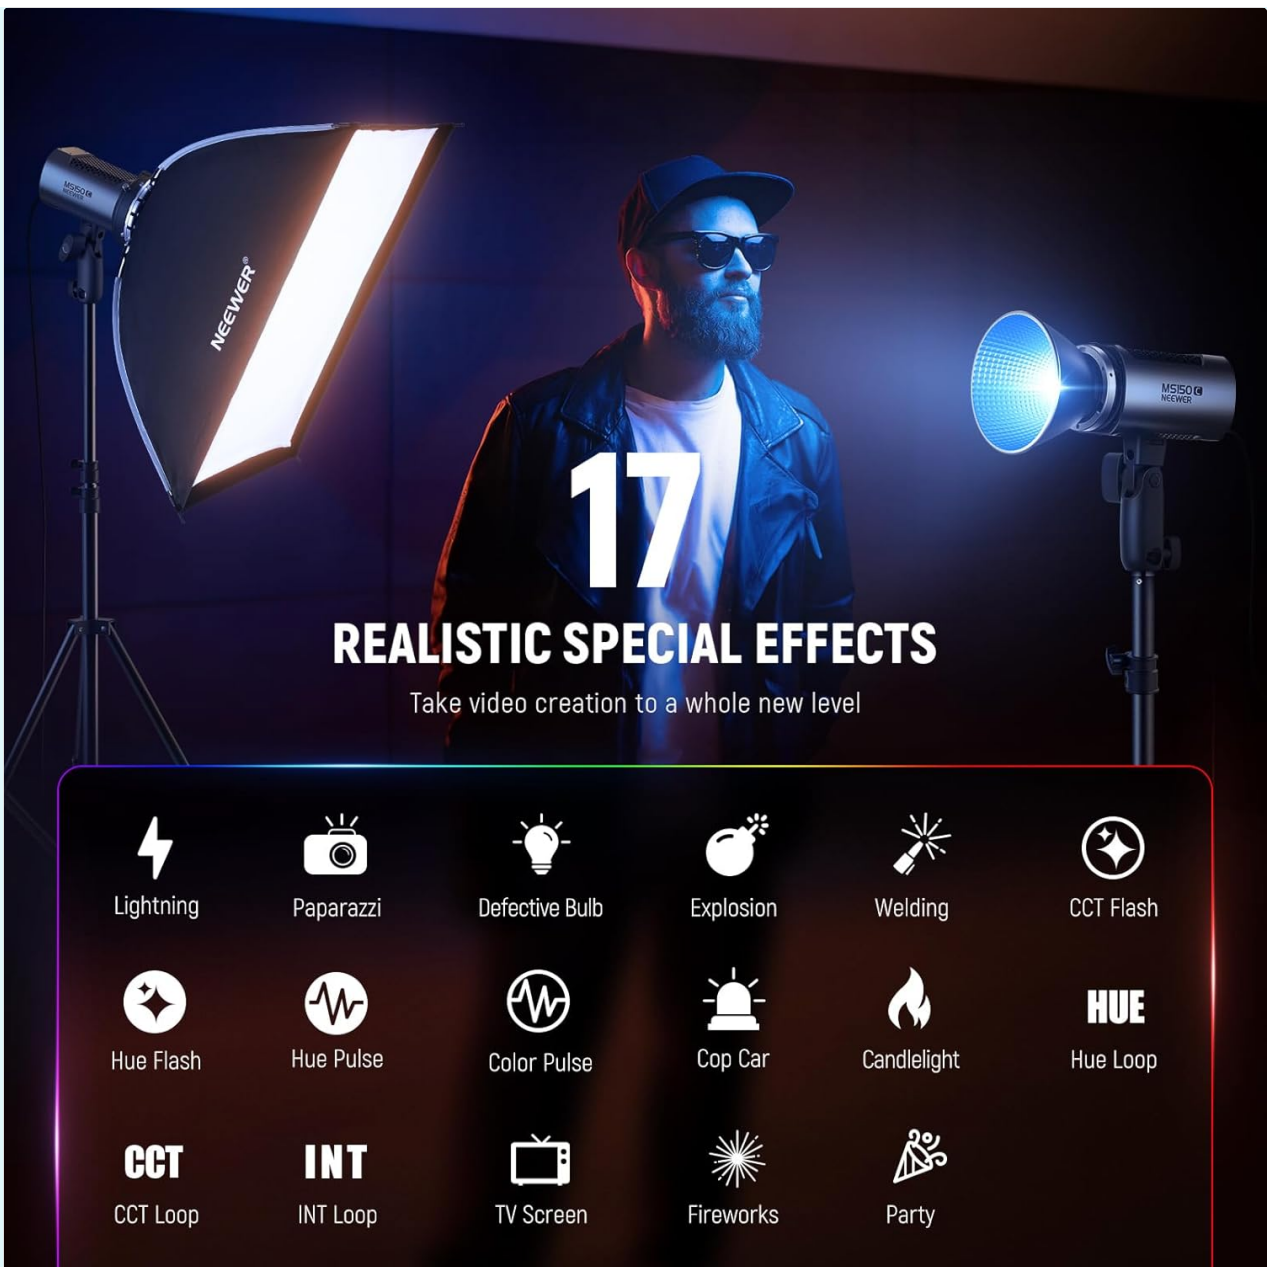 MS150 C
NEEWER
NEEWER®
MS150 C
NEEWER
17
REALISTIC SPECIAL EFFECTS
Take video creation to a whole new level
Lightning
Paparazzi
Defective Bulb
Explosion
Welding
CCT Flash
Hue Flash
Hue Pulse
Color Pulse
Cop Car
Candlelight
HUE
Hue Loop
CCT
CCT Loop
INT
INT Loop
TV Screen
Fireworks
Party